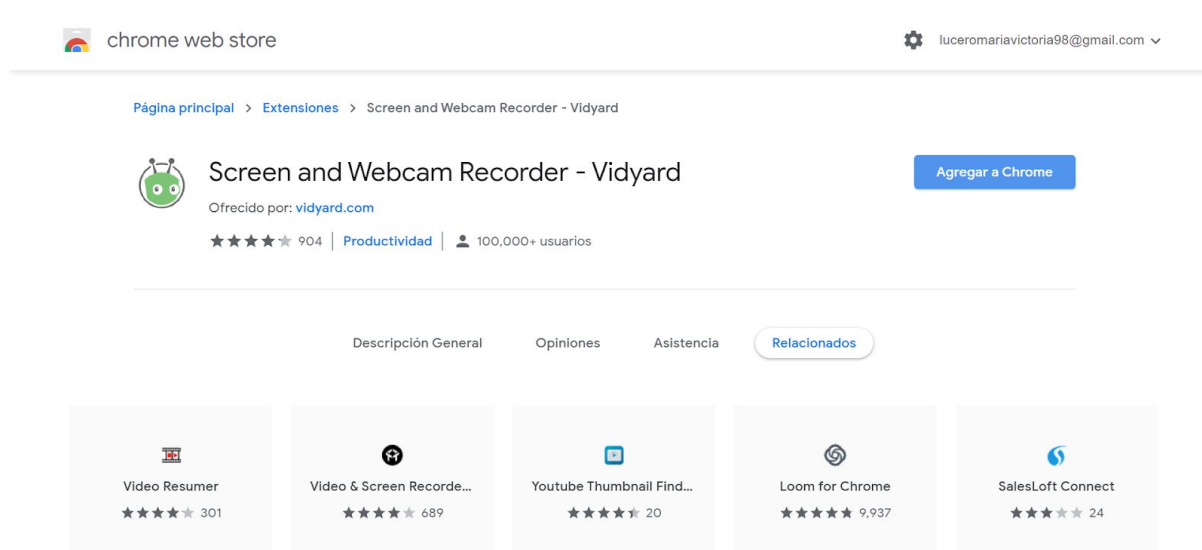 chrome web store
luceromariavictoria98@gmail.com
Página principal > Extensiones > Screen and Webcam Recorder - Vidyard
Screen and Webcam Recorder - Vidyard
Agregar a Chrome
Ofrecido por: vidyard.com
904 | Productividad | 100,000+ usuarios
Descripción General Opiniones Asistencia Relacionados
Video Resumer Video & Screen Recorde... Youtube Thumbnail Find... Loom for Chrome SalesLoft Connect
301 689 20 9,937 24